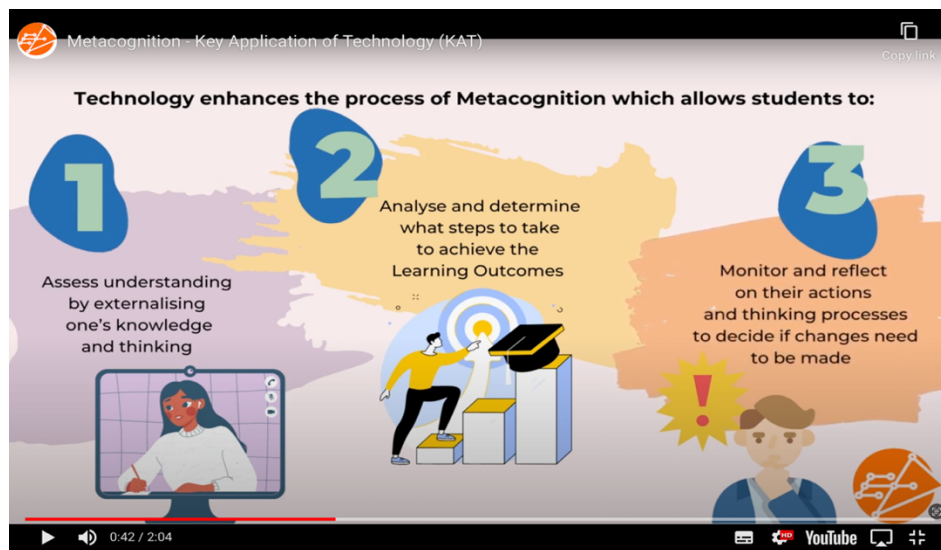 Metacognition - Key Application of Technology (KAT)
Copy link
Technology enhances the process of Metacognition which allows students to:
1
Assess understanding
by externalising
one's knowledge
and thinking
2
Analyse and determine
what steps to take
to achieve the
Learning Outcomes
3
Monitor and reflect
on their actions
and thinking processes
to decide if changes need
to be made
!
0:42 / 2:04
HD
YouTube